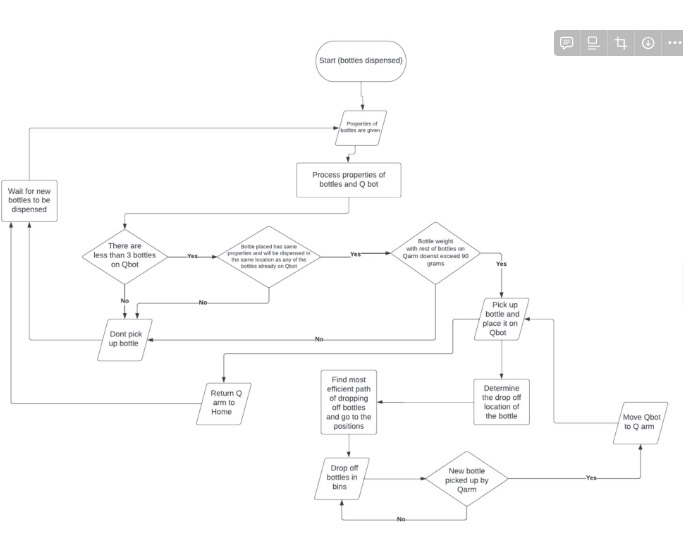 Start (bottles dispensed)
Properties of
bottles are given
Process properties of
bottles and Q bot
Wait for new
bottles to be
dispensed
There are
less than 3 bottles
on Qbot
Yes
Bottle placed has same
properties and will be dispensed in
the same location as any of the
bottles already on Qbot
Yes
Bottle weight
with rest of bottles on
Qarm doenst exceed 90
grams
Yes
No
No
Dont pick
up bottle
No
Pick up
bottle and
place it on
Qbot
Return Q
arm to
Home
Find most
efficient path
of dropping
off bottles
and go to the
positions
Determine
the drop off
location of
the bottle
Move Qbot
to Q arm
Drop off
bottles in
bins
New bottle
picked up by
Qarm
Yes
No